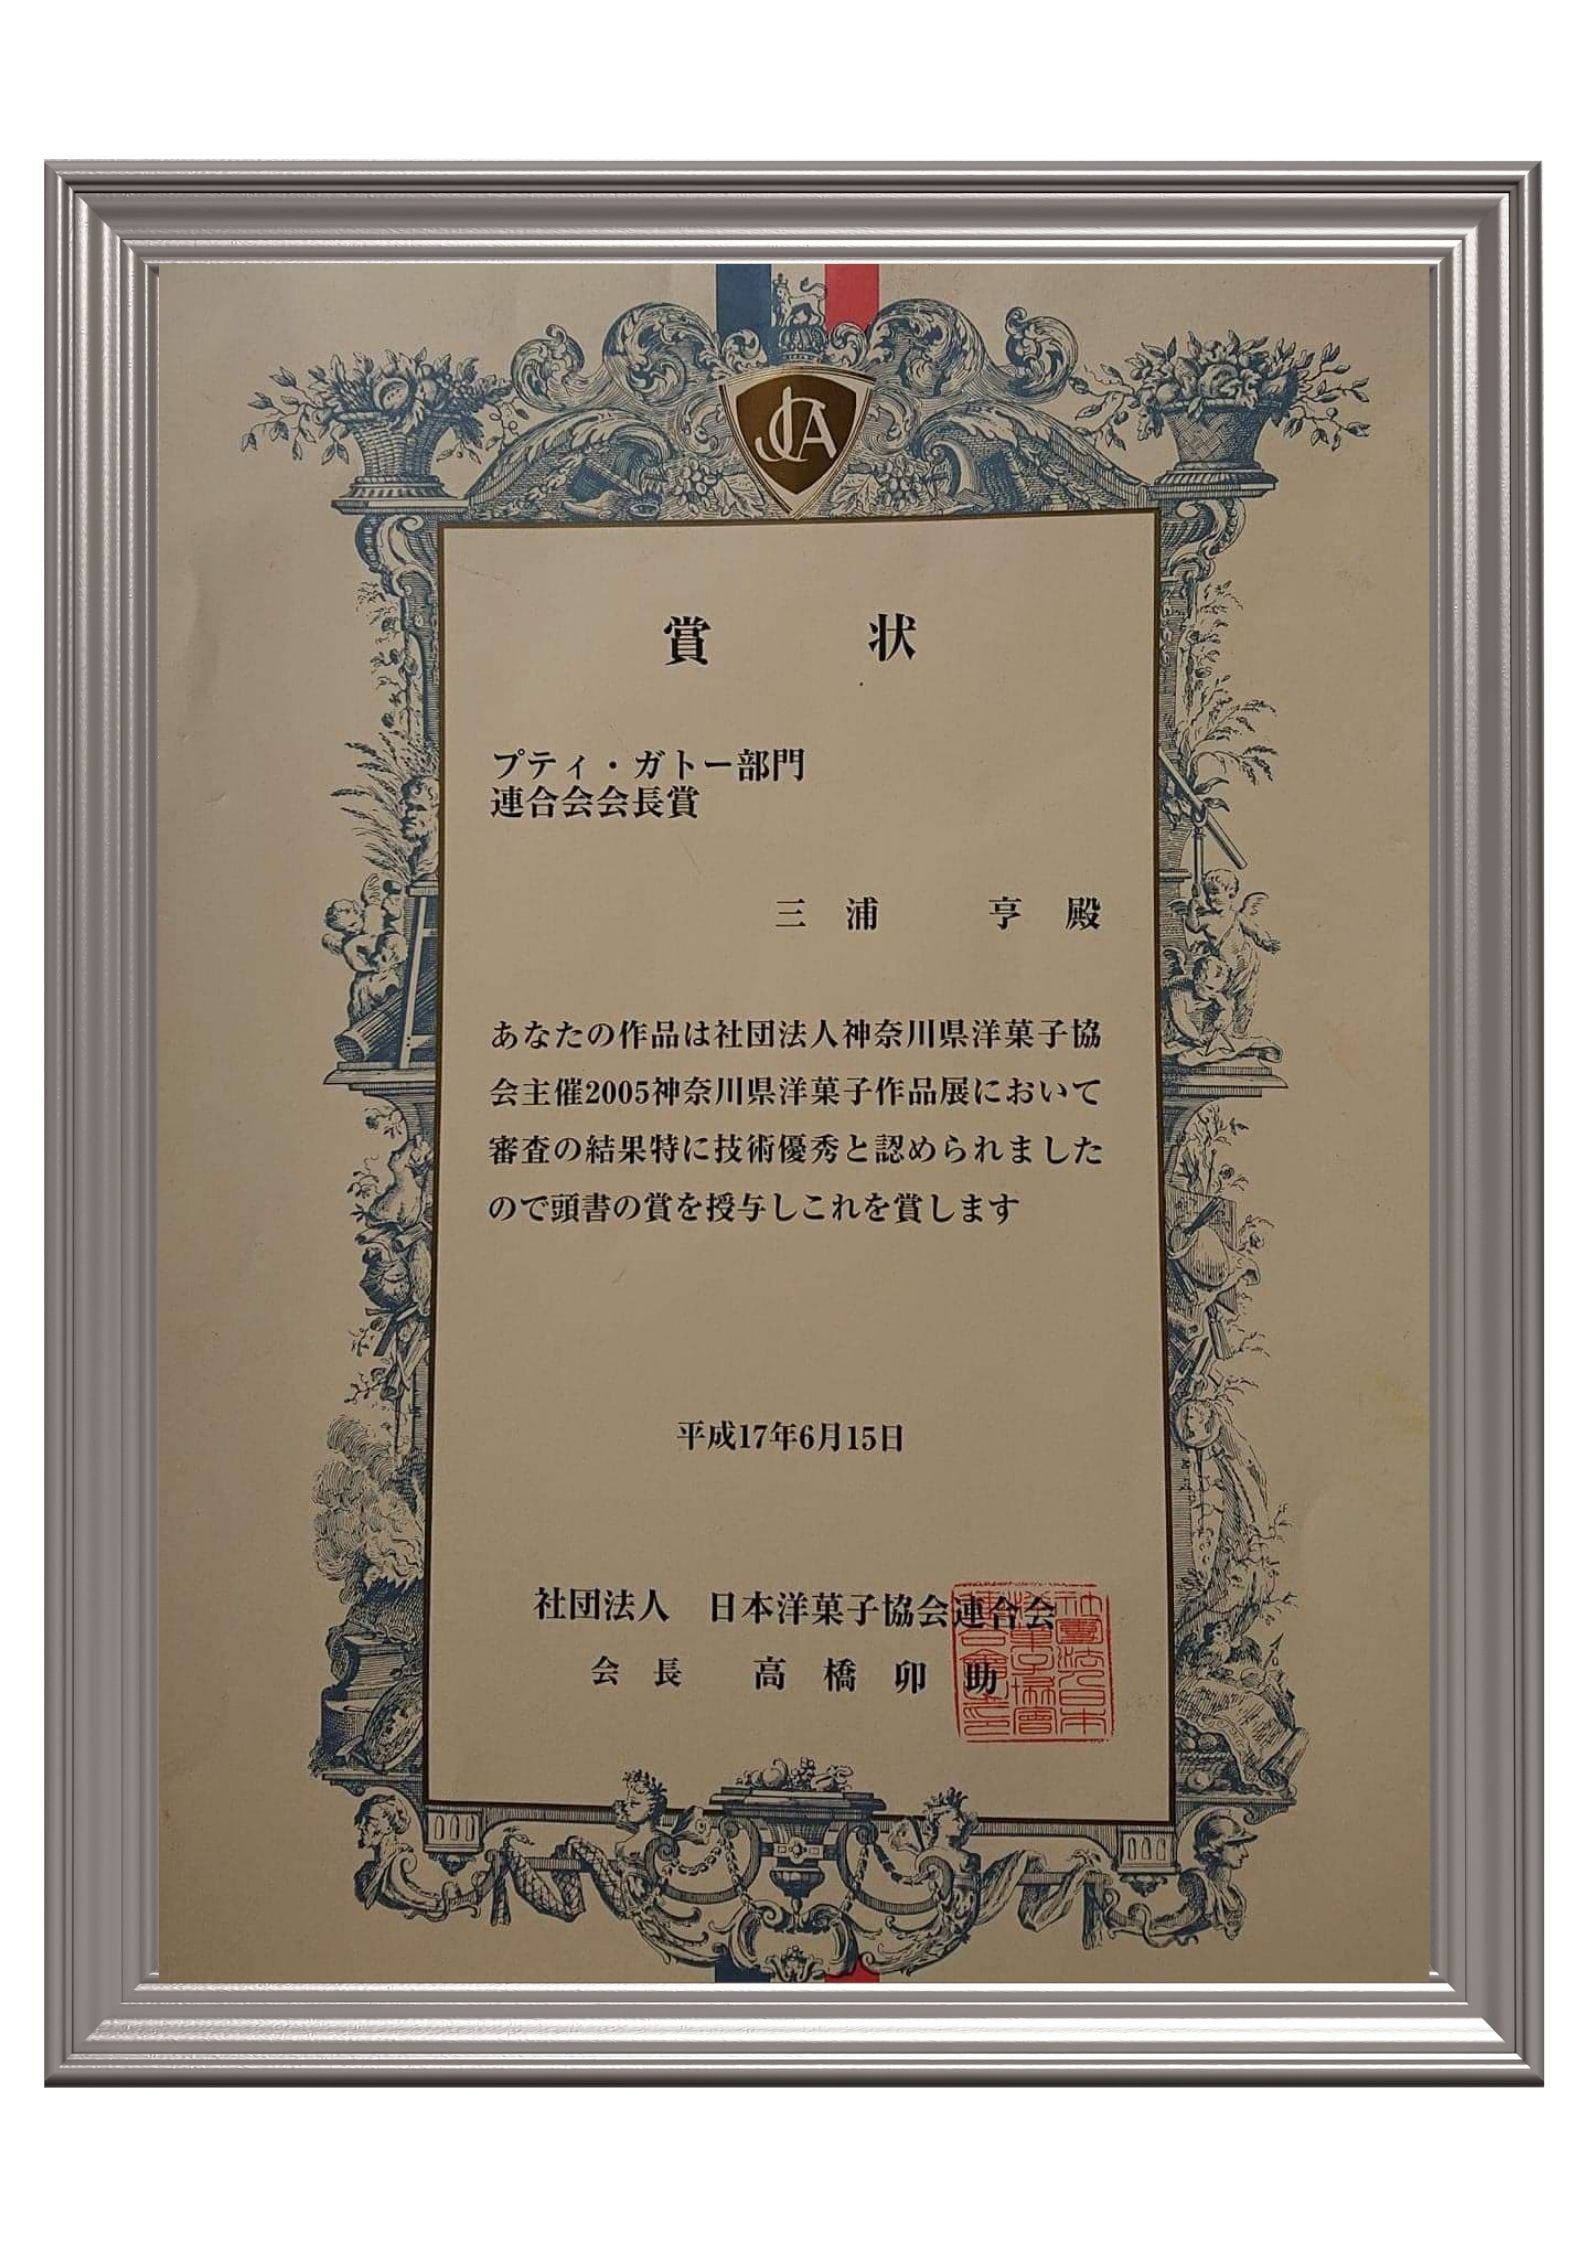 JCA
賞　状
プティ・ガトー部門
連合会会長賞
三浦　亨　殿
あなたの作品は社団法人神奈川県洋菓子協
会主催2005神奈川県洋菓子作品展において
審査の結果特に技術優秀と認められました
ので頭書の賞を授与しこれを賞します
平成17年6月15日
社団法人　日本洋菓子協会連合会
会長　高橋卯助